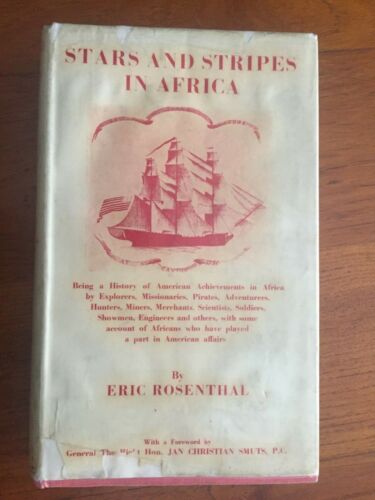 STARS AND STRIPES
IN AFRICA
Being a History of American Achievements in Africa
by Explorers, Missionaries, Pirates, Adventurers,
Hunters, Miners, Merchants, Scientists, Soldiers,
Showmen, Engineers and others, with some
account of Africans who have played
a part in American affairs
By
ERIC ROSENTHAL
With a Foreword by
General The Right Hon. JAN CHRISTIAN SMUTS, P.C.